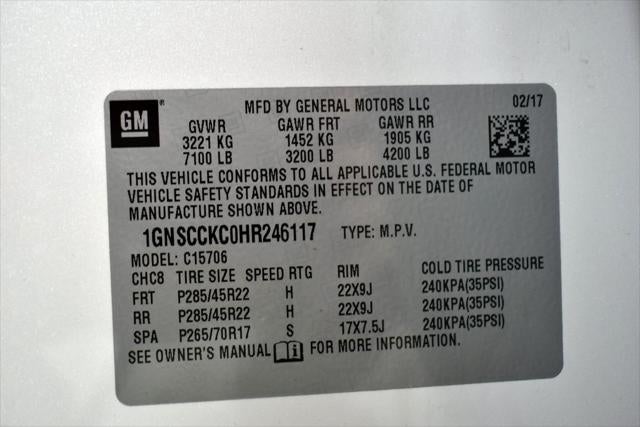 GM ® MFD BY GENERAL MOTORS LLC 02/17
GVWR GAWR FRT GAWR RR
3221 KG 1452 KG 1905 KG
7100 LB 3200 LB 4200 LB
THIS VEHICLE CONFORMS TO ALL APPLICABLE U.S. FEDERAL MOTOR
VEHICLE SAFETY STANDARDS IN EFFECT ON THE DATE OF
MANUFACTURE SHOWN ABOVE.
1GNSCCKC0HR246117 TYPE: M.P.V.
MODEL: C15706
CHC8 TIRE SIZE SPEED RTG RIM COLD TIRE PRESSURE
FRT P285/45R22 H 22X9J 240KPA(35PSI)
RR P285/45R22 H 22X9J 240KPA(35PSI)
SPA P265/70R17 S 17X7.5J 240KPA(35PSI)
SEE OWNER'S MANUAL FOR MORE INFORMATION.